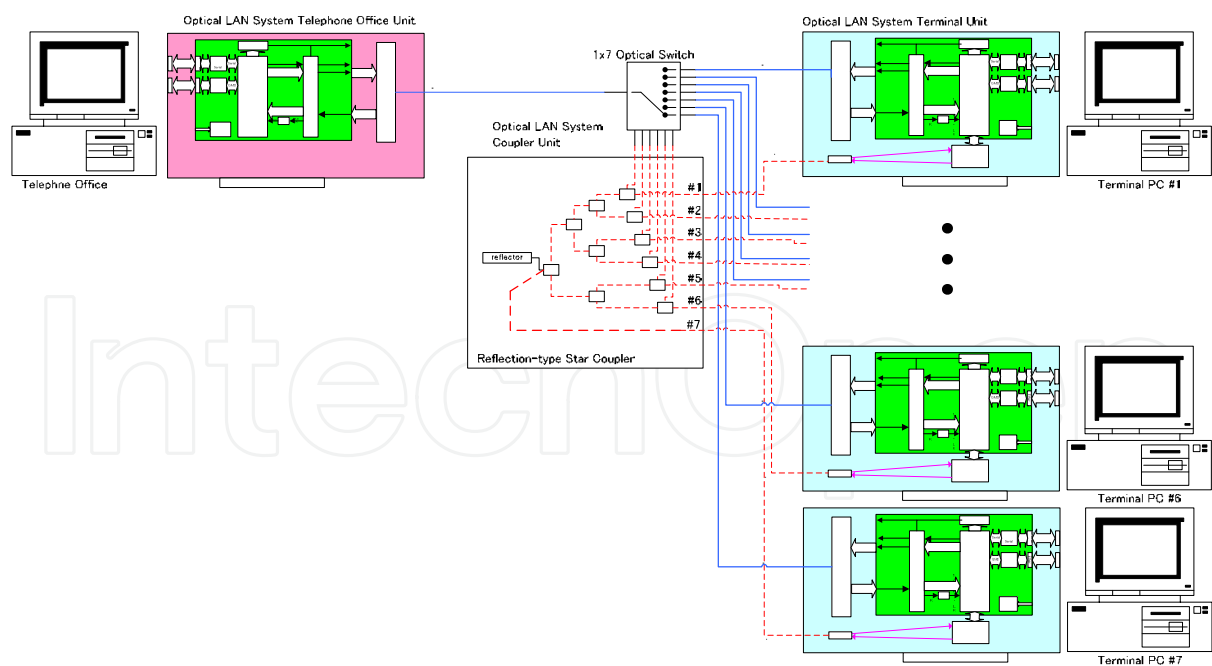 Optical LAN System Telephone Office Unit
Optical LAN System Terminal Unit
1x7 Optical Switch
Optical LAN System
Coupler Unit
Telephne Office
Terminal PC #1
#1
#2
#3
#4
reflector
#5
#6
#7
Reflection-type Star Coupler
IntechOpen
Terminal PC #6
Terminal PC #7